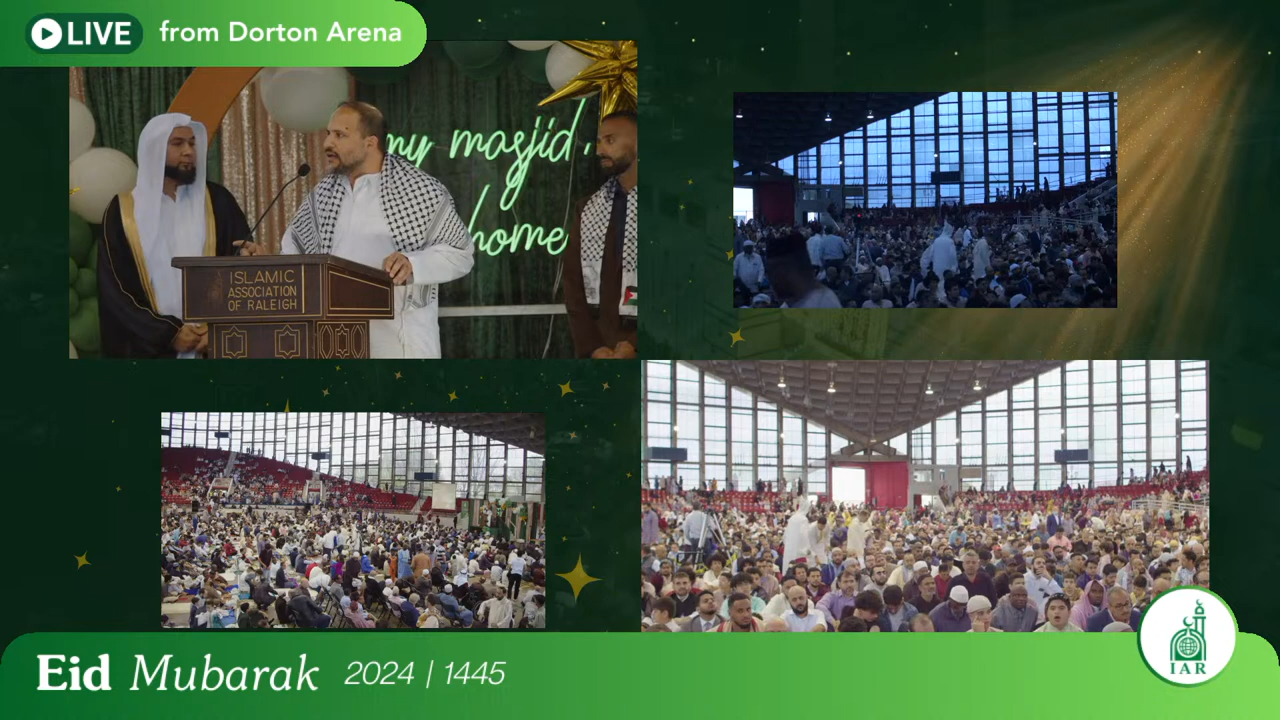 LIVE from Dorton Arena
my masjid,
home
ISLAMIC
ASSOCIATION
OF RALEIGH
Eid Mubarak 2024 | 1445
IAR